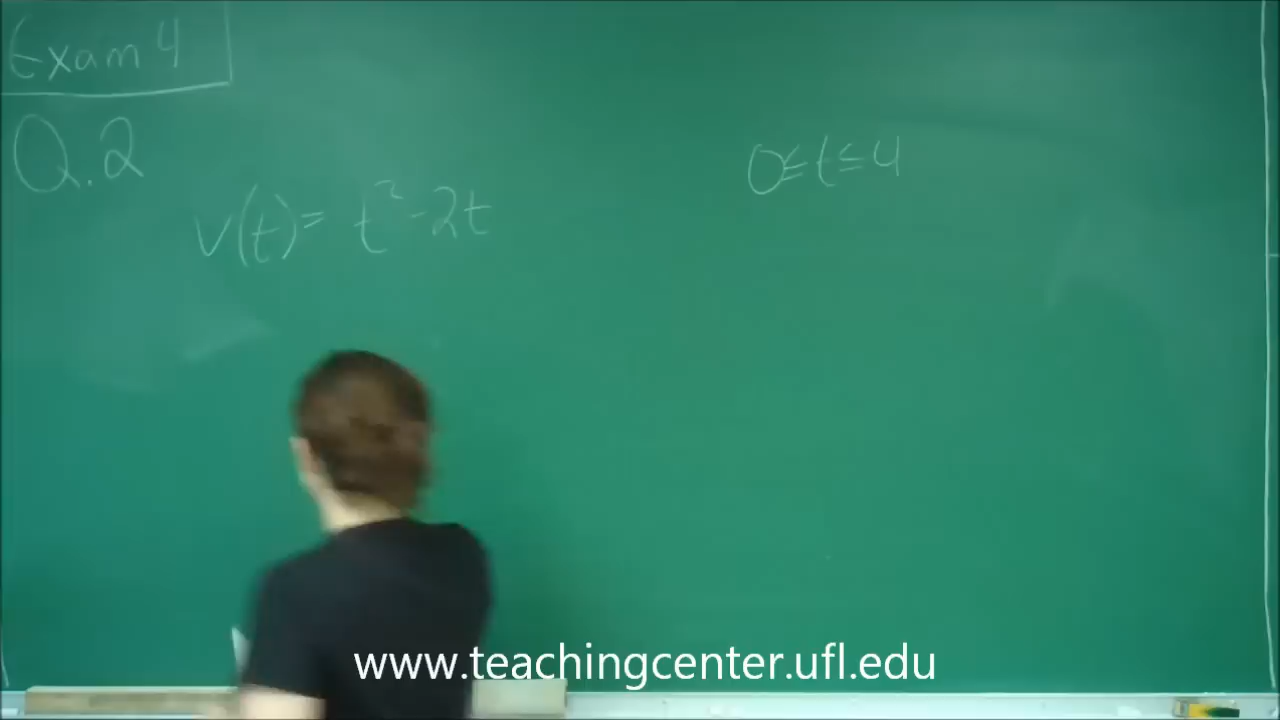 Exam 4
Q.2
0≤t≤4
v(t)= t²-2t
www.teachingcenter.ufl.edu